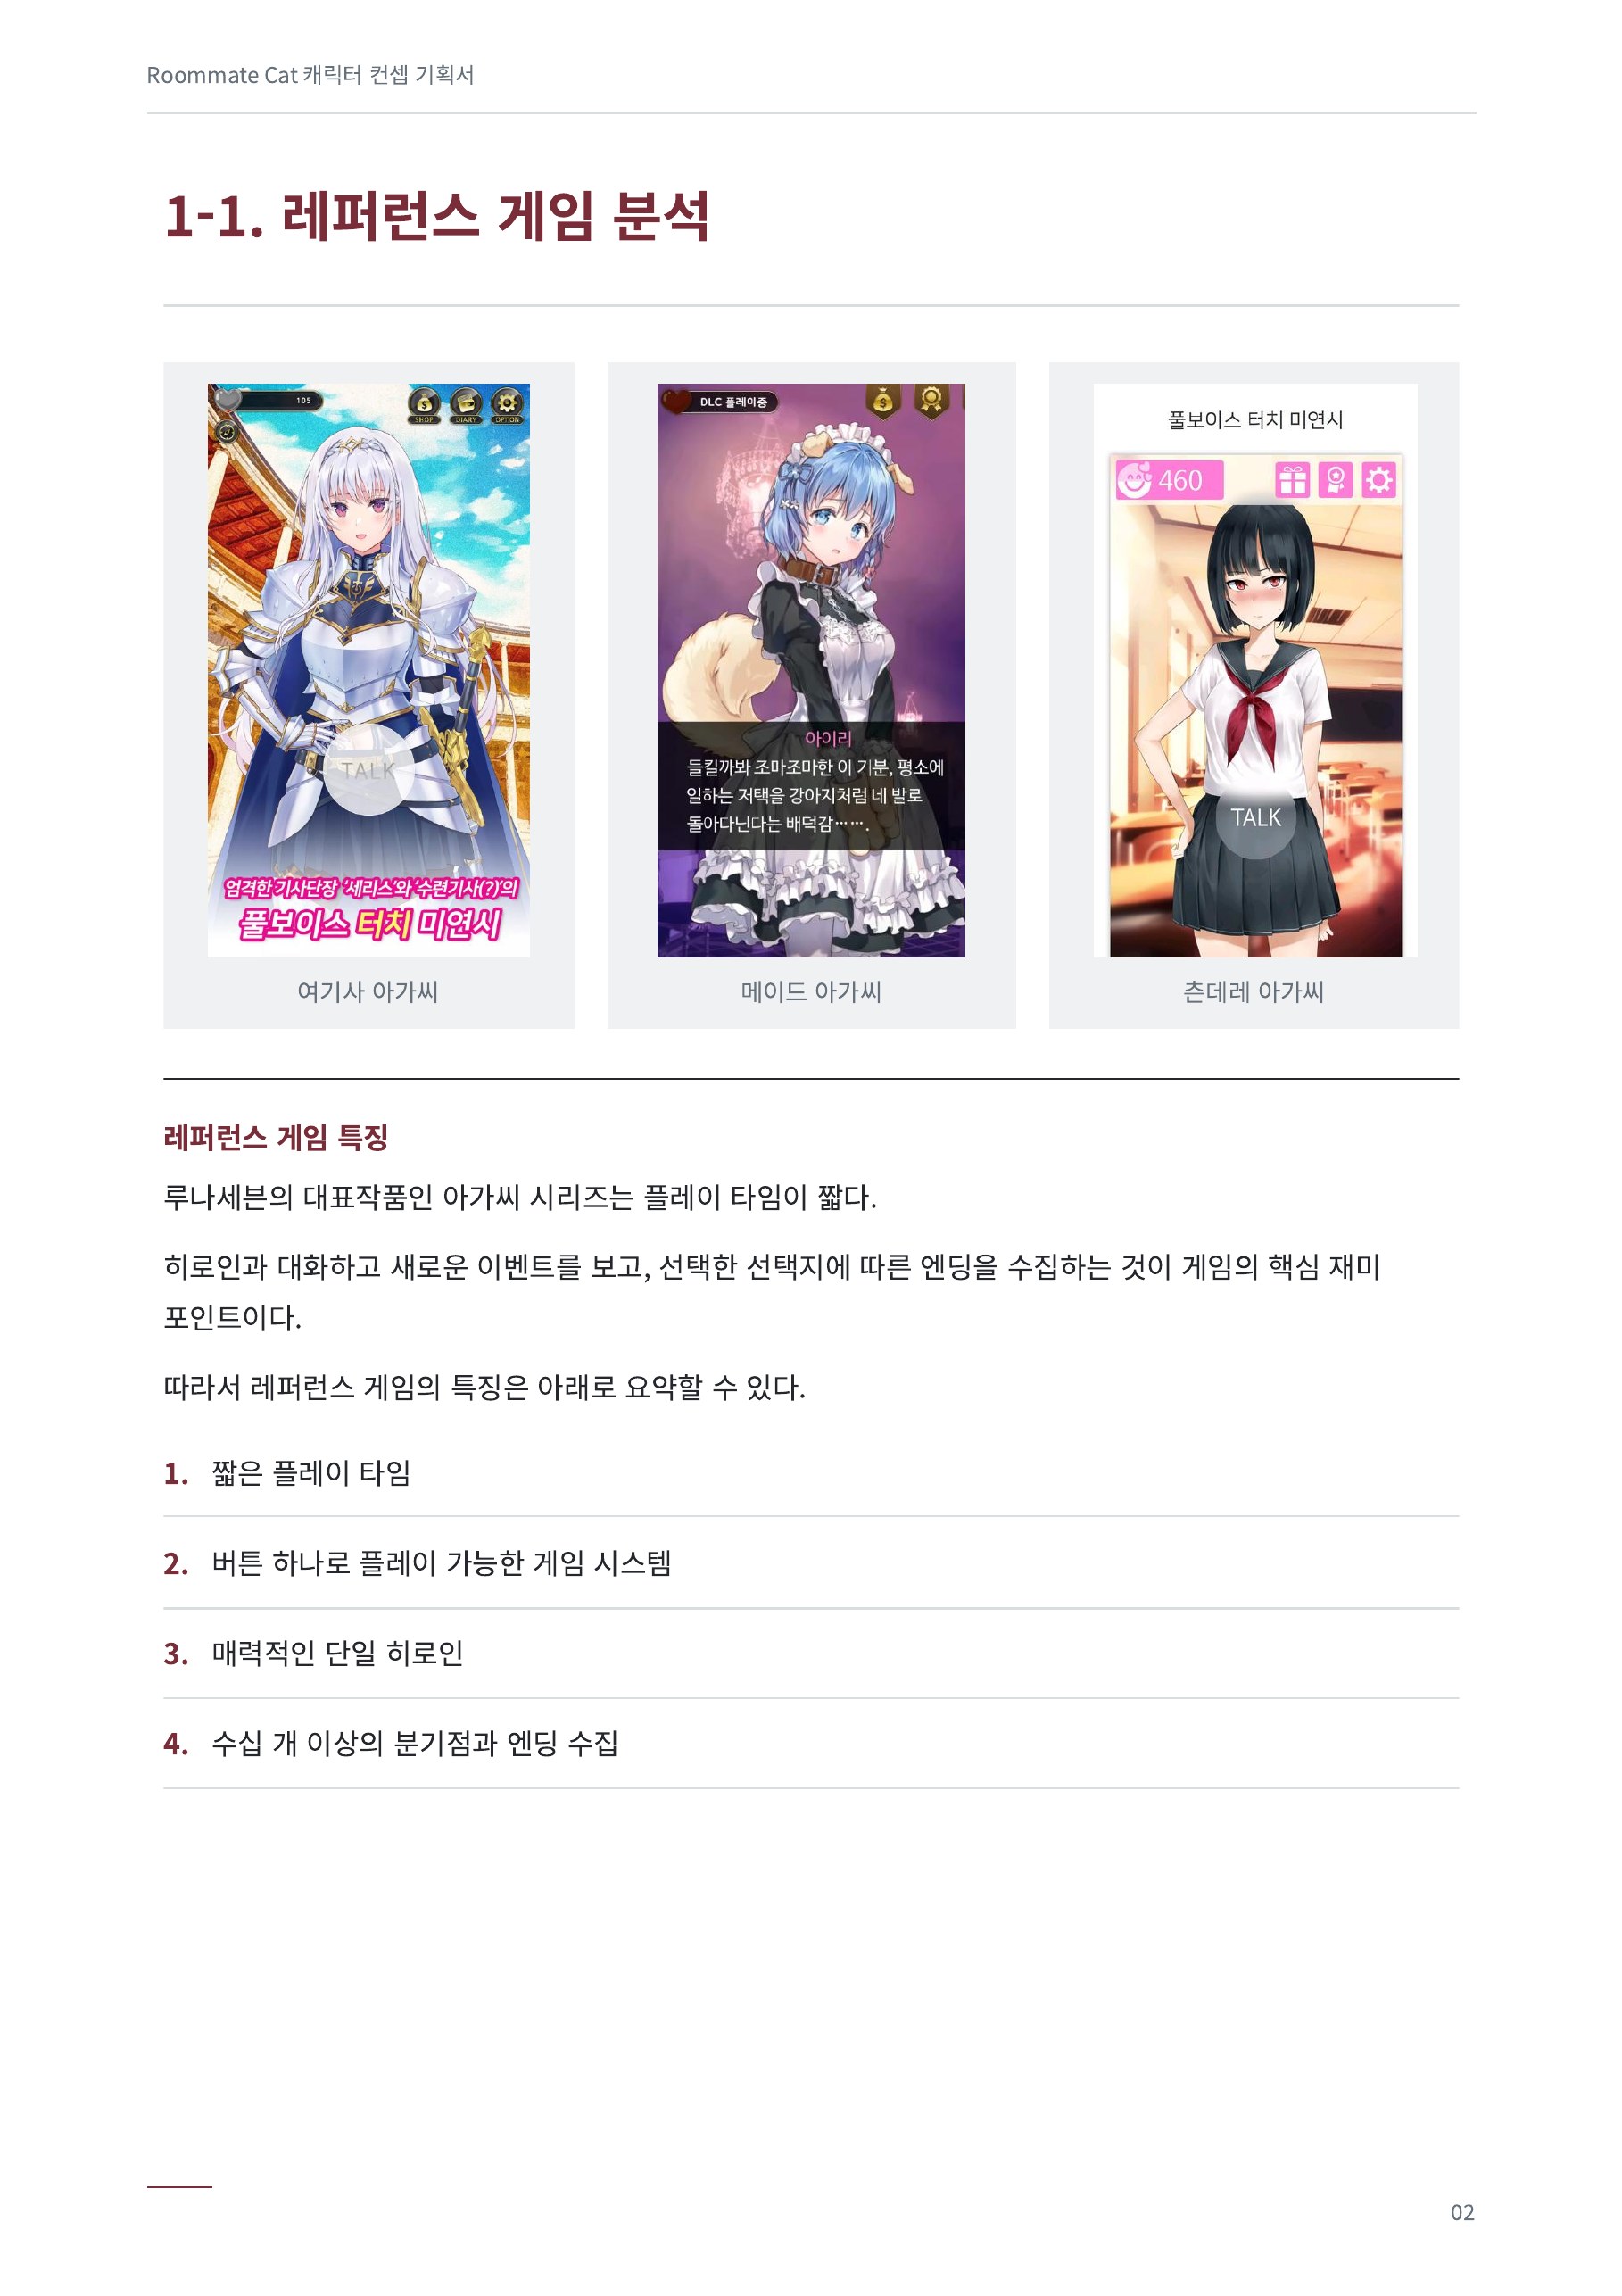 Roommate Cat 캐릭터 컨셉 기획서
1-1. 레퍼런스 게임 분석
105
SHOP DIARY OPTION
TALK
엄격한 기사단장 '세리스'와 '수련기사(?)'의
풀보이스 터치 미연시
여기사 아가씨
DLC 플레이중
아이리
들킬까봐 조마조마한 이 기분, 평소에
일하는 저택을 강아지처럼 네 발로
돌아다닌다는 배덕감⋯⋯.
메이드 아가씨
풀보이스 터치 미연시
460
TALK
츤데레 아가씨
레퍼런스 게임 특징
루나세븐의 대표작품인 아가씨 시리즈는 플레이 타임이 짧다.
히로인과 대화하고 새로운 이벤트를 보고, 선택한 선택지에 따른 엔딩을 수집하는 것이 게임의 핵심 재미
포인트이다.
따라서 레퍼런스 게임의 특징은 아래로 요약할 수 있다.
1. 짧은 플레이 타임
2. 버튼 하나로 플레이 가능한 게임 시스템
3. 매력적인 단일 히로인
4. 수십 개 이상의 분기점과 엔딩 수집
02